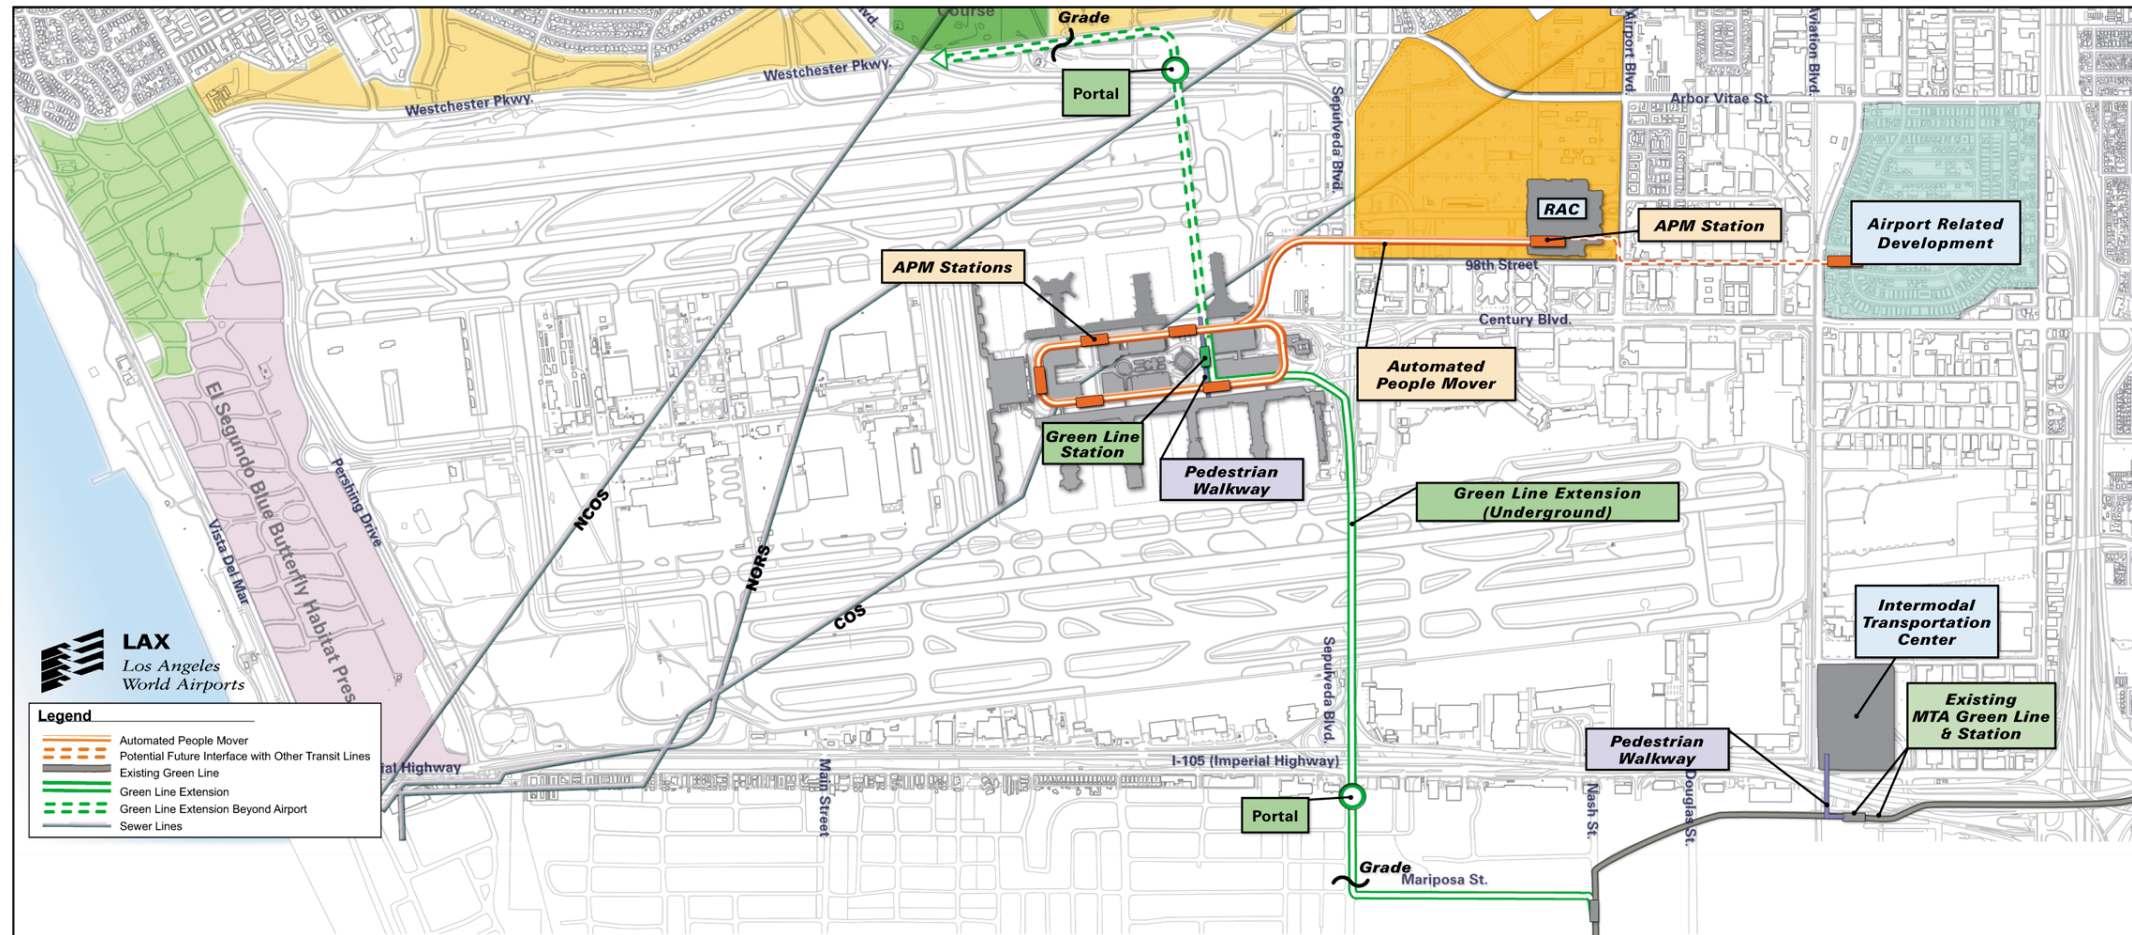 Course
Grade
Westchester Pkwy.
Westchester Pkwy.
Portal
Sepulveda Blvd.
Airport Blvd.
Aviation Blvd.
Arbor Vitae St.
RAC
APM Station
Airport Related
Development
98th Street
APM Stations
Century Blvd.
Automated
People Mover
Green Line
Station
Pedestrian
Walkway
Green Line Extension
(Underground)
El Segundo Blue Butterfly Habitat Pres
Pershing Drive
Vista Del Mar
NCOS
NORS
COS
Intermodal
Transportation
Center
Existing
MTA Green Line
& Station
Pedestrian
Walkway
Sepulveda Blvd.
I-105 (Imperial Highway)
ial Highway
Main Street
Portal
Nash St.
Douglas St.
Grade
Mariposa St.
LAX
Los Angeles
World Airports
Legend
Automated People Mover
Potential Future Interface with Other Transit Lines
Existing Green Line
Green Line Extension
Green Line Extension Beyond Airport
Sewer Lines